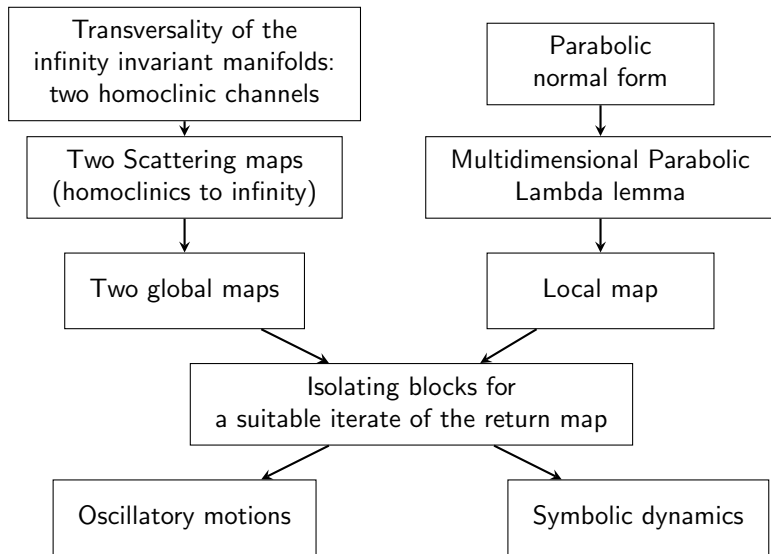 Transversality of the
infinity invariant manifolds:
two homoclinic channels
Parabolic
normal form
Two Scattering maps
(homoclinics to infinity)
Multidimensional Parabolic
Lambda lemma
Two global maps
Local map
Isolating blocks for
a suitable iterate of the return map
Oscillatory motions
Symbolic dynamics